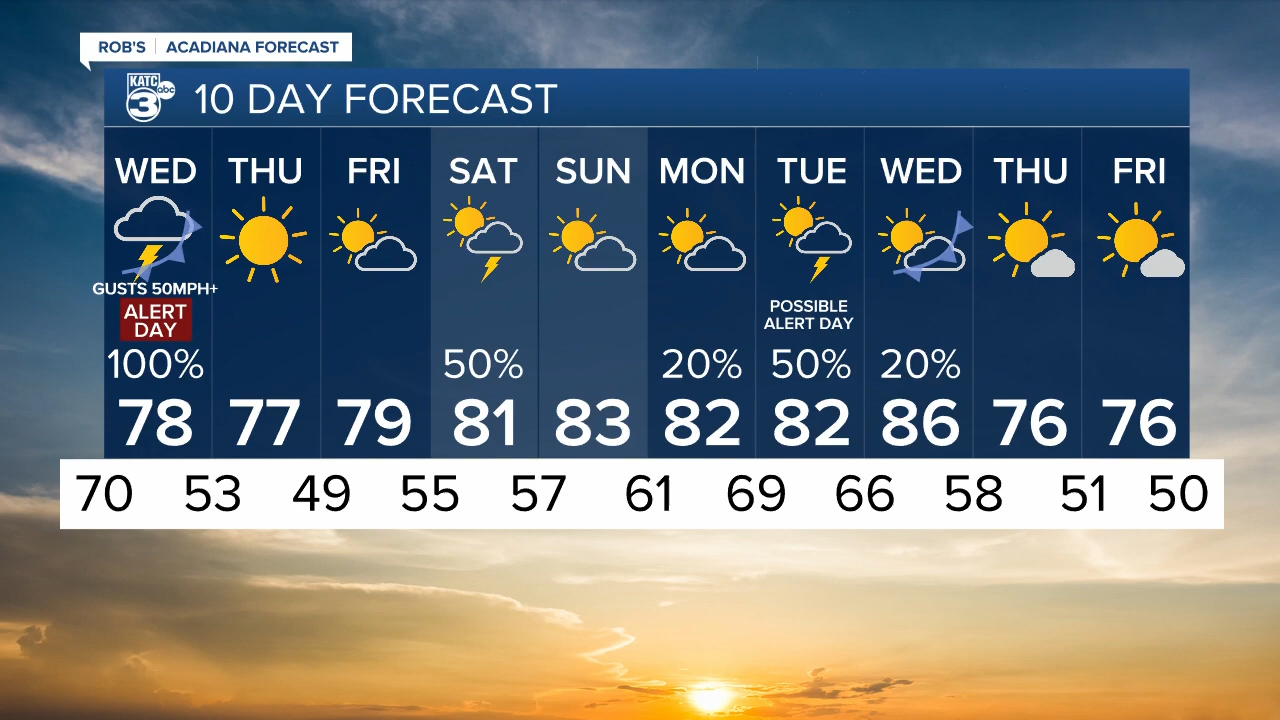 ROB'S | ACADIANA FORECAST
KATC
abc
3
10 DAY FORECAST
WED THU FRI SAT SUN MON TUE WED THU FRI
GUSTS 50MPH+
ALERT
DAY
POSSIBLE
ALERT DAY
100% 50% 20% 50% 20%
78 77 79 81 83 82 82 86 76 76
70 53 49 55 57 61 69 66 58 51 50